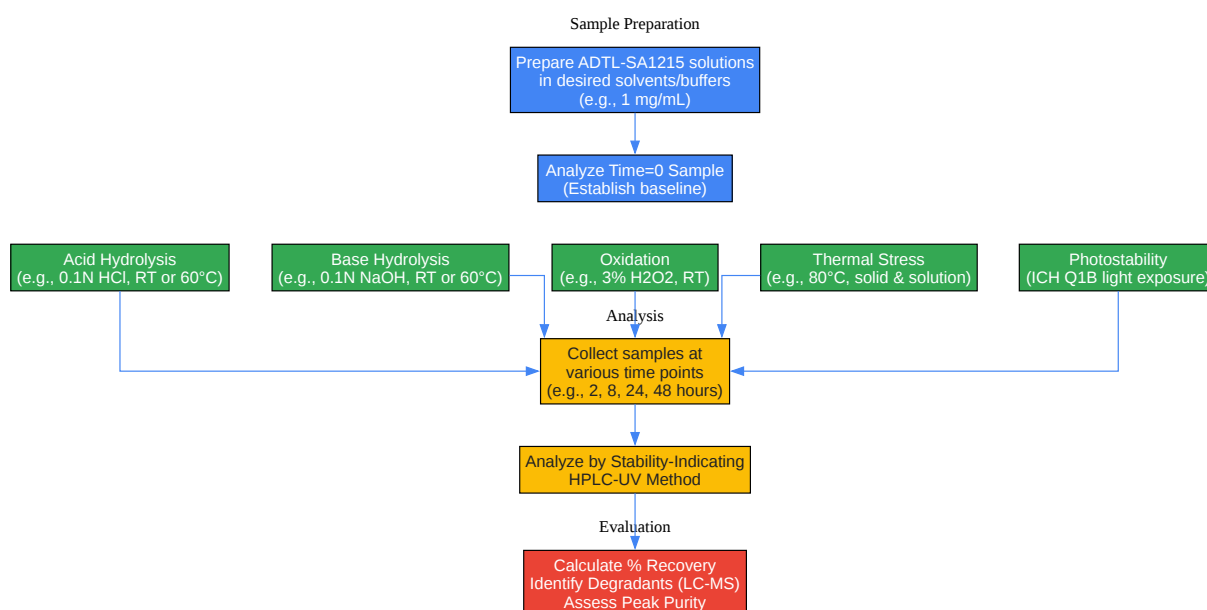 Sample Preparation
Prepare ADTL-SA1215 solutions
in desired solvents/buffers
(e.g., 1 mg/mL)
Analyze Time=0 Sample
(Establish baseline)
Acid Hydrolysis
(e.g., 0.1N HCl, RT or 60°C)
Base Hydrolysis
(e.g., 0.1N NaOH, RT or 60°C)
Oxidation
(e.g., 3% H2O2, RT)
Thermal Stress
(e.g., 80°C, solid & solution)
Photostability
(ICH Q1B light exposure)
Analysis
Collect samples at
various time points
(e.g., 2, 8, 24, 48 hours)
Analyze by Stability-Indicating
HPLC-UV Method
Evaluation
Calculate % Recovery
Identify Degradants (LC-MS)
Assess Peak Purity